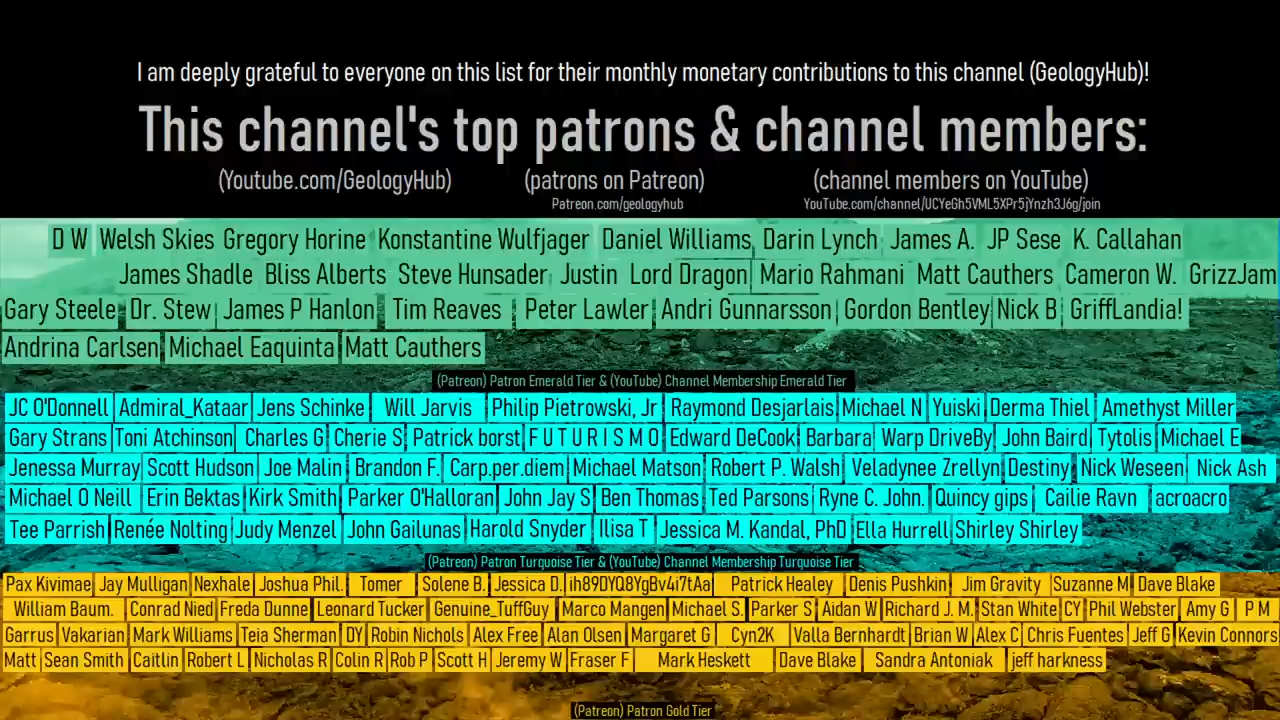 I am deeply grateful to everyone on this list for their monthly monetary contributions to this channel (GeologyHub)!
This channel's top patrons & channel members:
(Youtube.com/GeologyHub) (patrons on Patreon) (channel members on YouTube)
Patreon.com/geologyhub YouTube.com/channel/UCYeGh5VML5XPr5jYnzh3J6g/join
D W Welsh Skies Gregory Horine Konstantine Wulfjager Daniel Williams Darin Lynch James A. JP Sese K. Callahan
James Shadle Bliss Alberts Steve Hunsader Justin Lord Dragon Mario Rahmani Matt Cauthers Cameron W. GrizzJam
Gary Steele Dr. Stew James P Hanlon Tim Reaves Peter Lawler Andri Gunnarsson Gordon Bentley Nick B GriffLandia!
Andrina Carlsen Michael Eaquinta Matt Cauthers
(Patreon) Patron Emerald Tier & (YouTube) Channel Membership Emerald Tier
JC O'Donnell Admiral_Kataar Jens Schinke Will Jarvis Philip Pietrowski, Jr Raymond Desjarlais Michael N Yuiski Derma Thiel Amethyst Miller
Gary Strans Toni Atchinson Charles G Cherie S Patrick borst F U T U R I S M O Edward DeCook Barbara Warp DriveBy John Baird Tytolis Michael E
Jenessa Murray Scott Hudson Joe Malin Brandon F. Carp.per.diem Michael Matson Robert P. Walsh Veladynee Zrellyn Destiny Nick Weseen Nick Ash
Michael O Neill Erin Bektas Kirk Smith Parker O'Halloran John Jay S Ben Thomas Ted Parsons Ryne C. John. Quincy gips Cailie Ravn acroacro
Tee Parrish Renée Nolting Judy Menzel John Gailunas Harold Snyder Ilisa T Jessica M. Kandal, PhD Ella Hurrell Shirley Shirley
(Patreon) Patron Turquoise Tier & (YouTube) Channel Membership Turquoise Tier
Pax Kivimae Jay Mulligan Nexhale Joshua Phil. Tomer Solene B. Jessica D. ih89DYQ8YgBv4i7tAa Patrick Healey Denis Pushkin Jim Gravity Suzanne M Dave Blake
William Baum. Conrad Nied Freda Dunne Leonard Tucker Genuine_TuffGuy Marco Mangen Michael S. Parker S Aidan W Richard J. M. Stan White CY Phil Webster Amy G P M
Garrus Vakarian Mark Williams Teia Sherman DY Robin Nichols Alex Free Alan Olsen Margaret G Cyn2K Valla Bernhardt Brian W Alex C Chris Fuentes Jeff G Kevin Connors
Matt Sean Smith Caitlin Robert L Nicholas R Colin R Rob P Scott H Jeremy W Fraser F Mark Heskett Dave Blake Sandra Antoniak jeff harkness
(Patreon) Patron Gold Tier